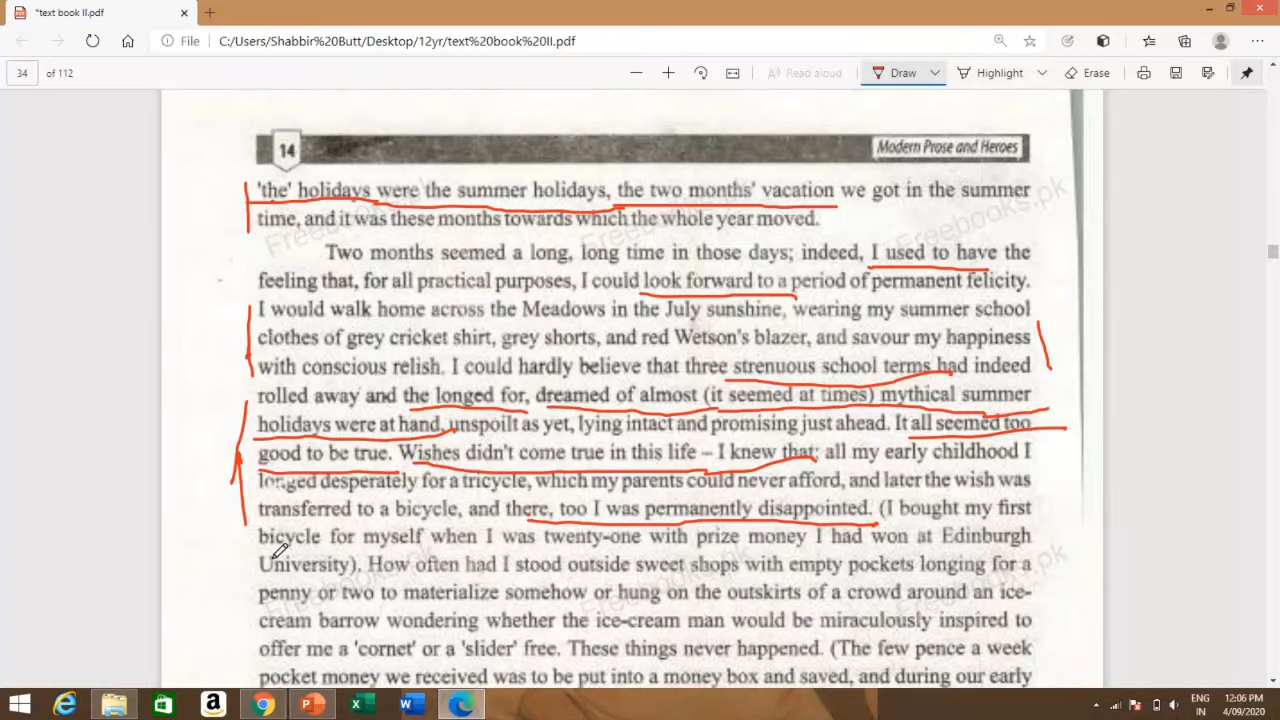 *text book II.pdf
File C:/Users/Shabbir%20Butt/Desktop/12yr/text%20book%20II.pdf
34 of 112 Read aloud Draw Highlight Erase
14 Modern Prose and Heroes
'the' holidays were the summer holidays, the two months' vacation we got in the summer
time, and it was these months towards which the whole year moved.
Two months seemed a long, long time in those days; indeed, I used to have the
feeling that, for all practical purposes, I could look forward to a period of permanent felicity.
I would walk home across the Meadows in the July sunshine, wearing my summer school
clothes of grey cricket shirt, grey shorts, and red Wetson's blazer, and savour my happiness
with conscious relish. I could hardly believe that three strenuous school terms had indeed
rolled away and the longed for, dreamed of almost (it seemed at times) mythical summer
holidays were at hand, unspoilt as yet, lying intact and promising just ahead. It all seemed too
good to be true. Wishes didn't come true in this life – I knew that; all my early childhood I
longed desperately for a tricycle, which my parents could never afford, and later the wish was
transferred to a bicycle, and there, too I was permanently disappointed. (I bought my first
bicycle for myself when I was twenty-one with prize money I had won at Edinburgh
University). How often had I stood outside sweet shops with empty pockets longing for a
penny or two to materialize somehow or hung on the outskirts of a crowd around an ice-
cream barrow wondering whether the ice-cream man would be miraculously inspired to
offer me a 'cornet' or a 'slider' free. These things never happened. (The few pence a week
pocket money we received was to be put into a money box and saved, and during our early
Freebooks.pk
Freebooks.pk
Freebooks.pk
Freebooks.pk
Freebooks.pk
Freebooks.pk
ENG 12:06 PM
IN 4/09/2020